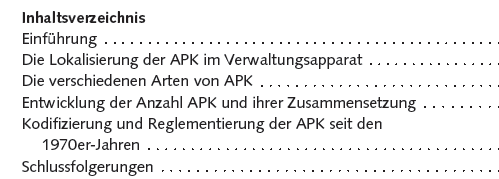 Inhaltsverzeichnis
Einführung . . . . . . . . . . . . . . . . . . . . . . . . . . . . . . . . . . . . . . . . . . . .
Die Lokalisierung der APK im Verwaltungsapparat . . . . . . . . . . . . . .
Die verschiedenen Arten von APK . . . . . . . . . . . . . . . . . . . . . . . . . . .
Entwicklung der Anzahl APK und ihrer Zusammensetzung . . . . . . . .
Kodifizierung und Reglementierung der APK seit den
1970er-Jahren . . . . . . . . . . . . . . . . . . . . . . . . . . . . . . . . . . . . . . .
Schlussfolgerungen . . . . . . . . . . . . . . . . . . . . . . . . . . . . . . . . . . . . .